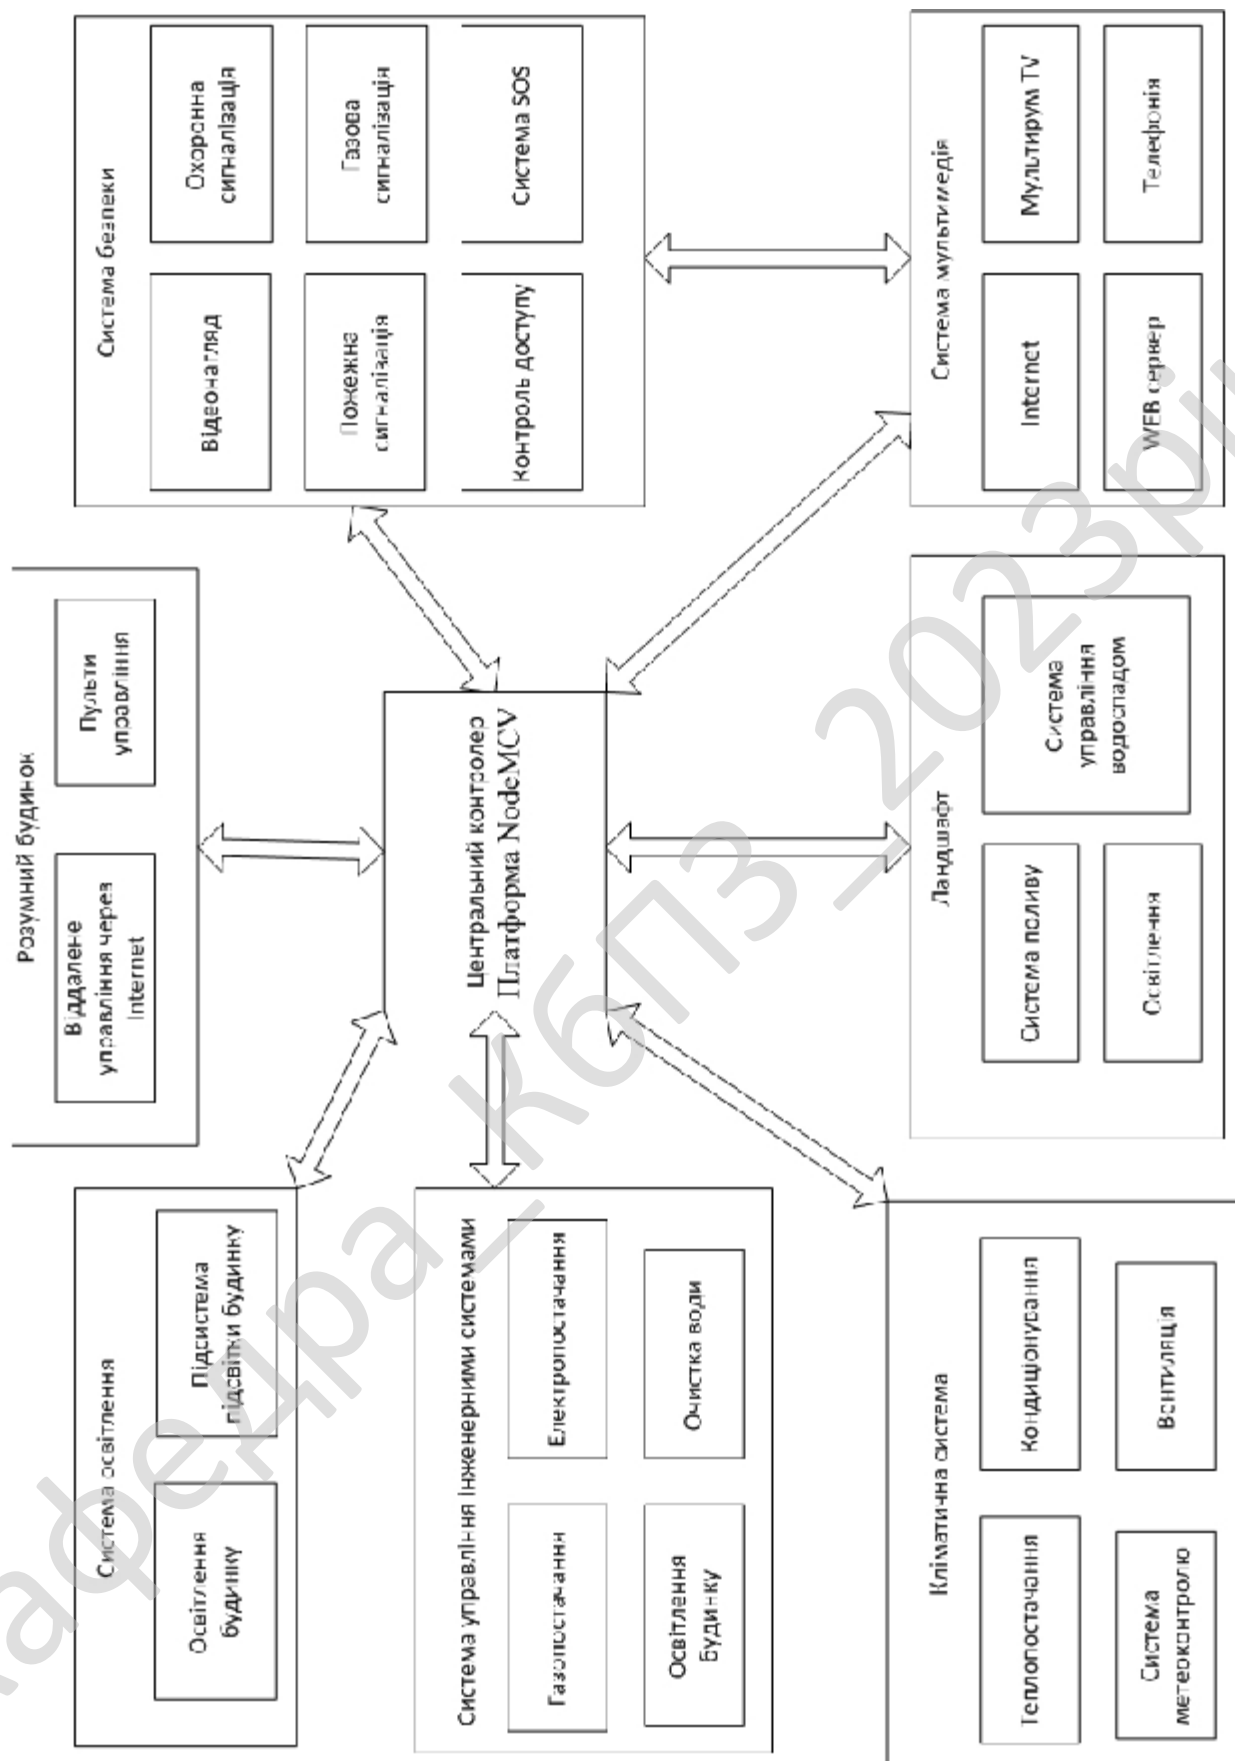 Розумний будинок
Віддалене
управління через
Internet
Пульти
управління
Система освітлення
Освітлення
будинку
Підсистема
підсвітки будинку
Система безпеки
Відеонагляд
Охоронна
сигналізація
Пожежна
сигналізація
Газова
сигналізація
Контроль доступу
Система SOS
Система управління інженерними системами
Газопостачання
Електропостачання
Освітлення
будинку
Очистка води
Центральний контролер
Платформа NodeMCV
Кліматична система
Теплопостачання
Кондиціонування
Система
метеоконтролю
Вентиляція
Ландшафт
Система поливу
Система
управління
водоспадом
Освітлення
Система мультимедія
Internet
Мультирум TV
WEB сервер
Телефонія
кафедра_КбПЗ_2023рік